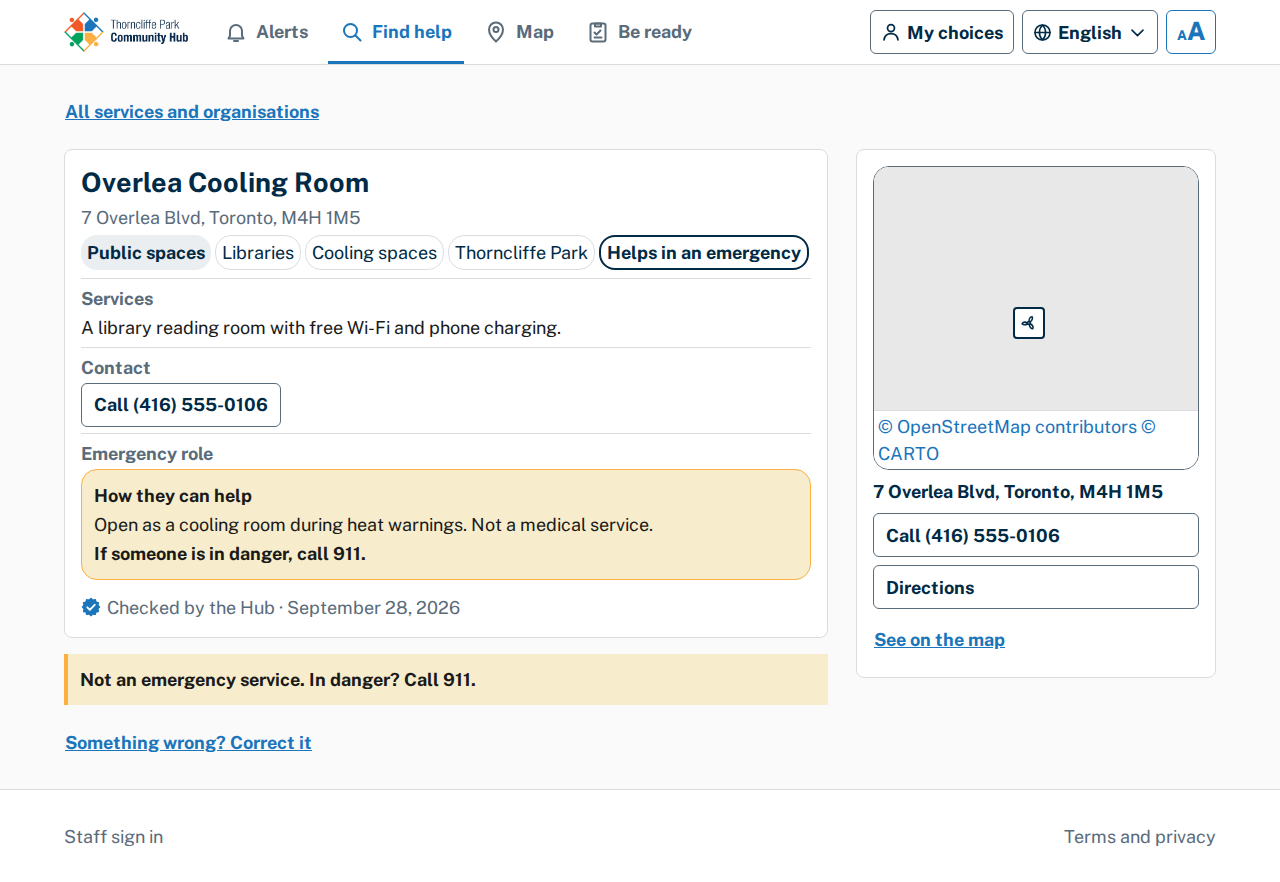 Thorncliffe Park
Community Hub
Alerts
Find help
Map
Be ready
My choices
English
AA
All services and organisations
Overlea Cooling Room
7 Overlea Blvd, Toronto, M4H 1M5
Public spaces
Libraries
Cooling spaces
Thorncliffe Park
Helps in an emergency
Services
A library reading room with free Wi-Fi and phone charging.
Contact
Call (416) 555-0106
Emergency role
How they can help
Open as a cooling room during heat warnings. Not a medical service.
If someone is in danger, call 911.
Checked by the Hub · September 28, 2026
Not an emergency service. In danger? Call 911.
Something wrong? Correct it
© OpenStreetMap contributors ©
CARTO
7 Overlea Blvd, Toronto, M4H 1M5
Call (416) 555-0106
Directions
See on the map
Staff sign in
Terms and privacy